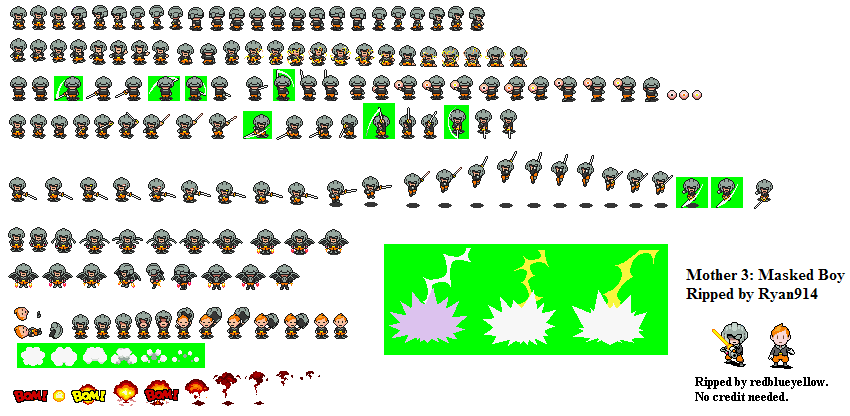 Mother 3: Masked Boy
Ripped by Ryan914
Ripped by redblueyellow.
No credit needed.
BOM! BOM! BOM!